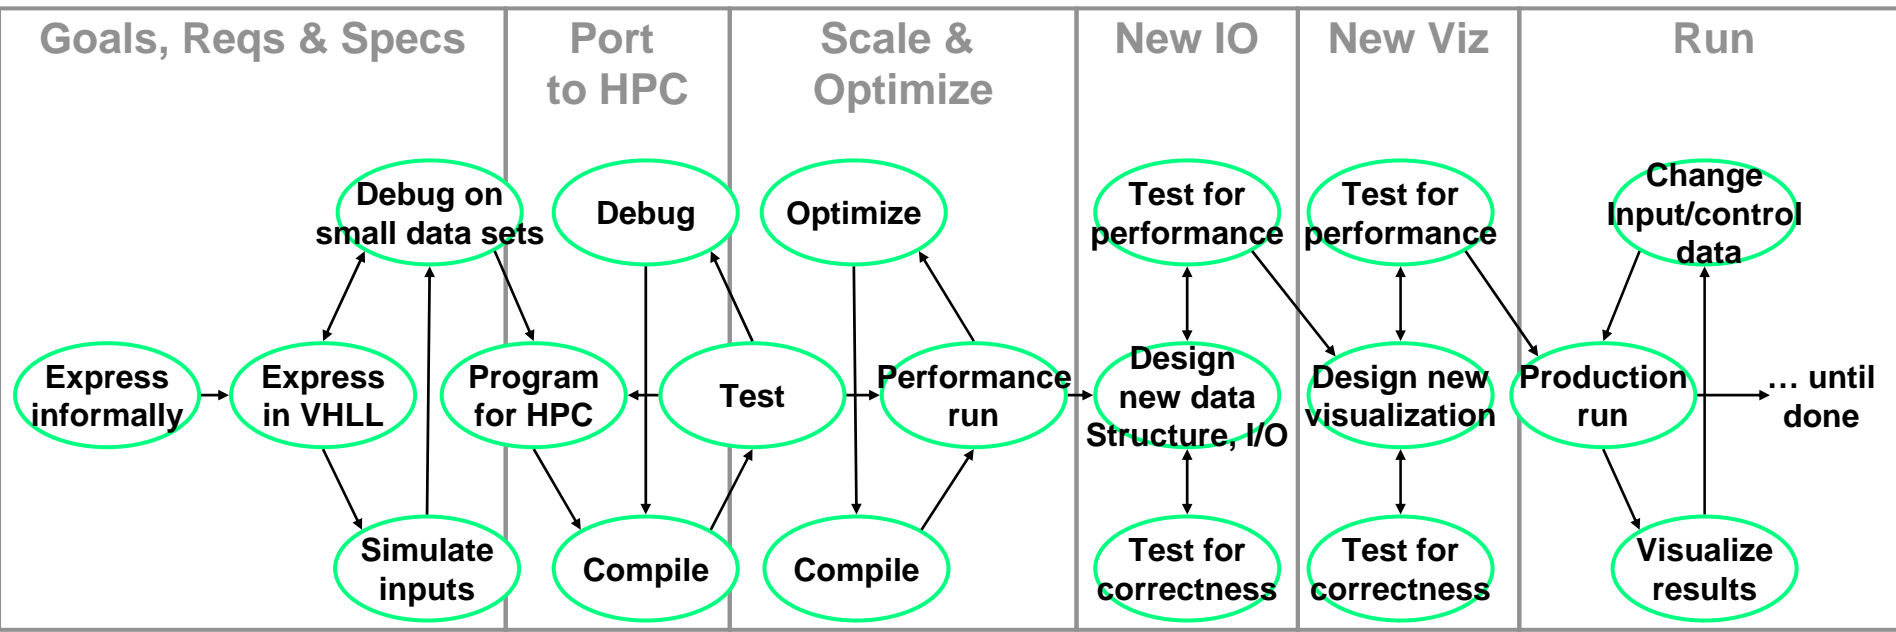 Goals, Reqs & Specs
Port
to HPC
Scale &
Optimize
New IO
New Viz
Run
Debug on
small data sets
Debug
Optimize
Test for
performance
Test for
performance
Change
Input/control
data
Express
informally
Express
in VHLL
Program
for HPC
Test
Performance
run
Design
new data
Structure, I/O
Design new
visualization
Production
run
… until
done
Simulate
inputs
Compile
Compile
Test for
correctness
Test for
correctness
Visualize
results